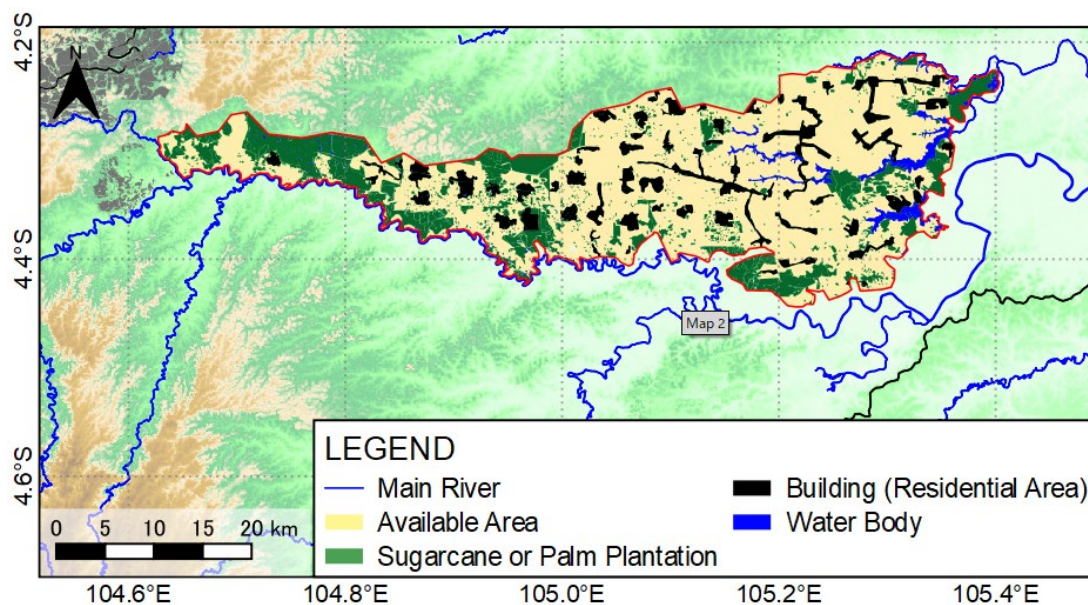 4.2°S
N
4.4°S
Map 2
4.6°S
LEGEND
Main River
Available Area
Sugarcane or Palm Plantation
Building (Residential Area)
Water Body
0 5 10 15 20 km
104.6°E 104.8°E 105.0°E 105.2°E 105.4°E